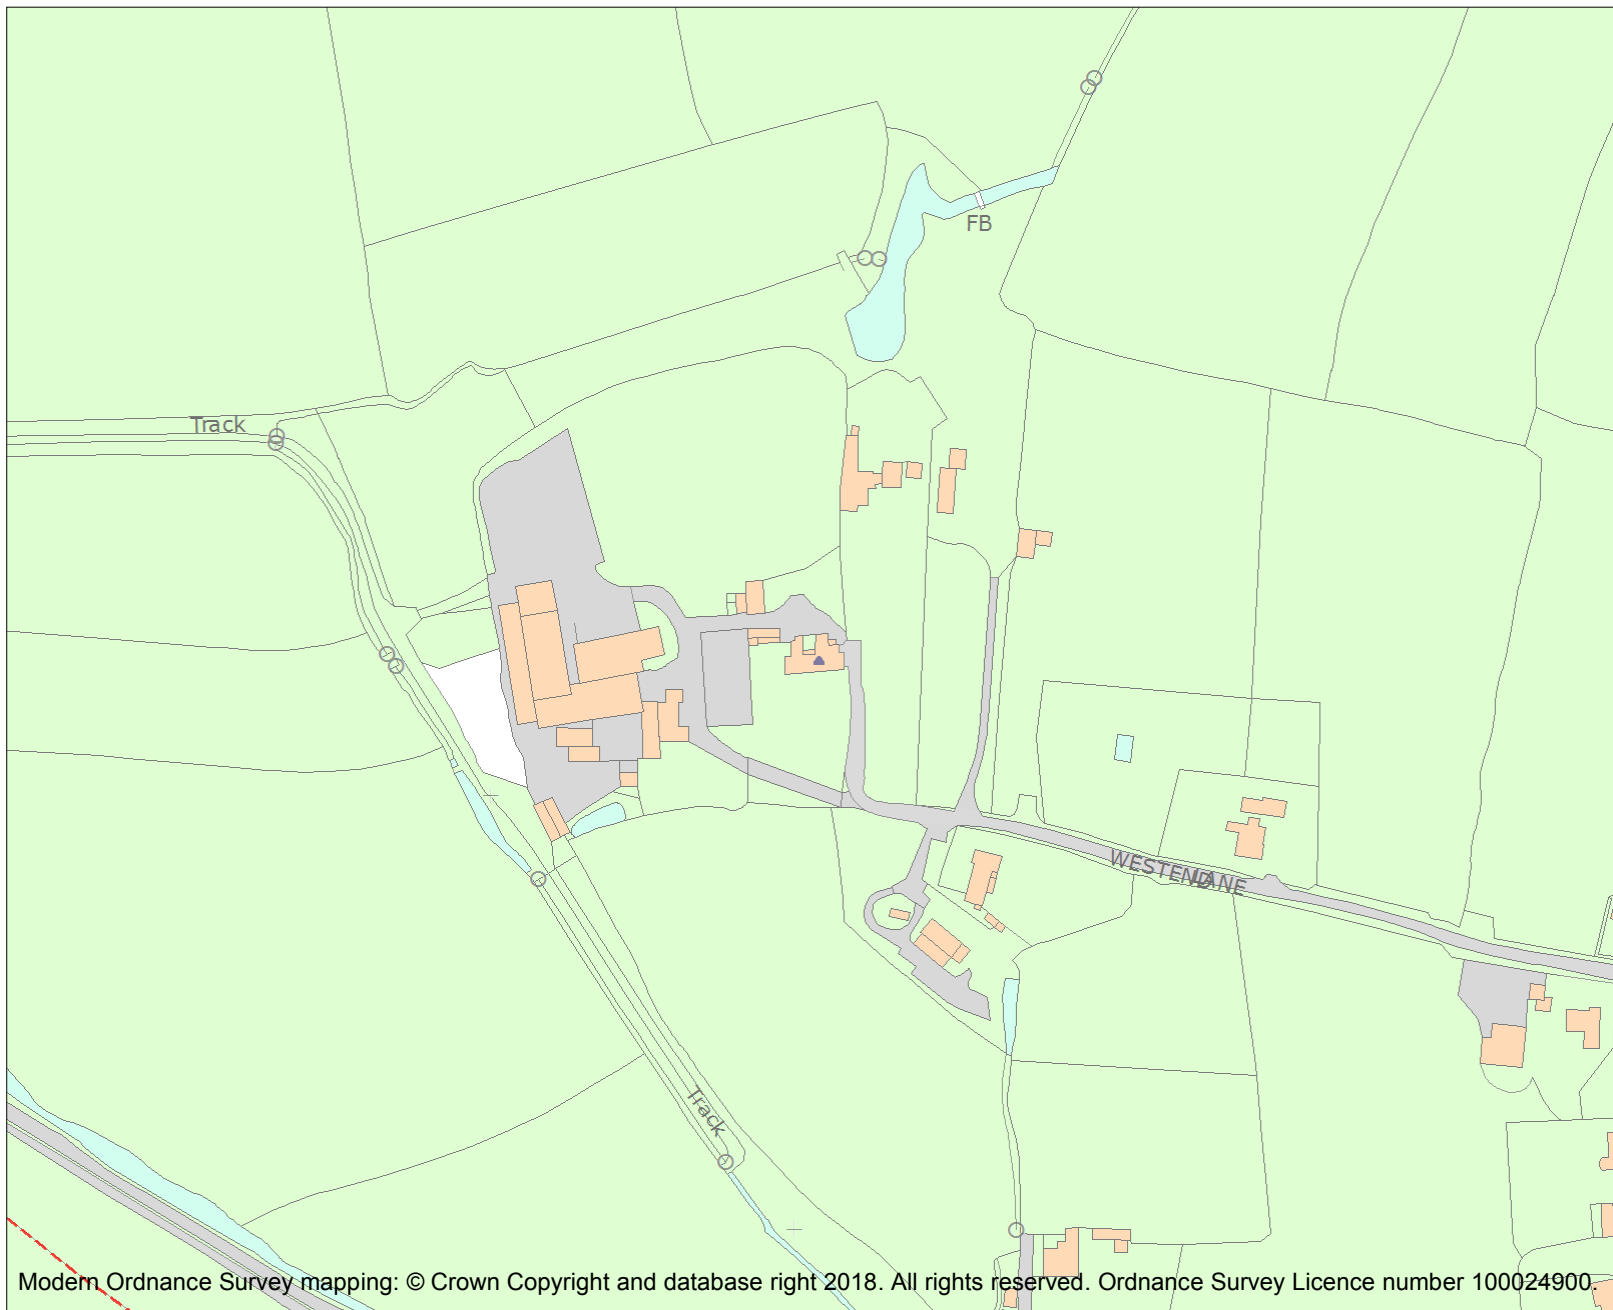 FB
Track
WESTEND LANE
Track
Modern Ordnance Survey mapping: © Crown Copyright and database right 2018. All rights reserved. Ordnance Survey Licence number 100024900.